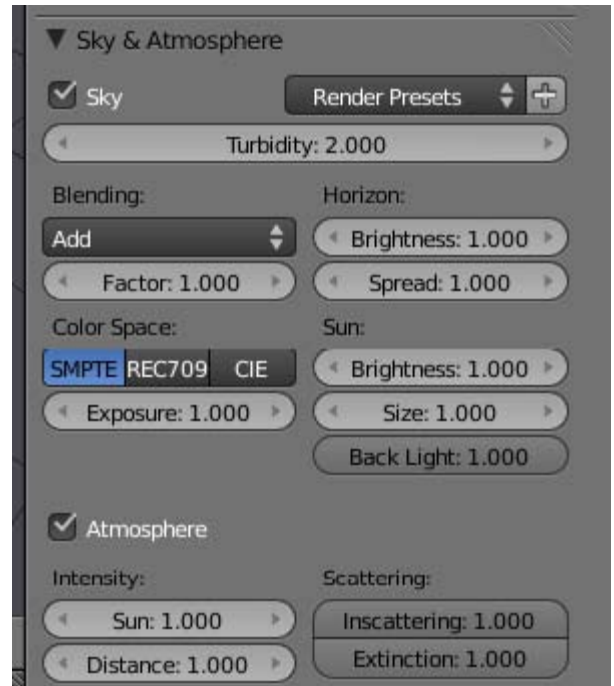 Sky & Atmosphere
Sky
Render Presets
Turbidity: 2.000
Blending:
Horizon:
Add
Brightness: 1.000
Factor: 1.000
Spread: 1.000
Color Space:
Sun:
SMPTE REC709 CIE
Brightness: 1.000
Exposure: 1.000
Size: 1.000
Back Light: 1.000
Atmosphere
Intensity:
Scattering:
Sun: 1.000
Inscattering: 1.000
Distance: 1.000
Extinction: 1.000